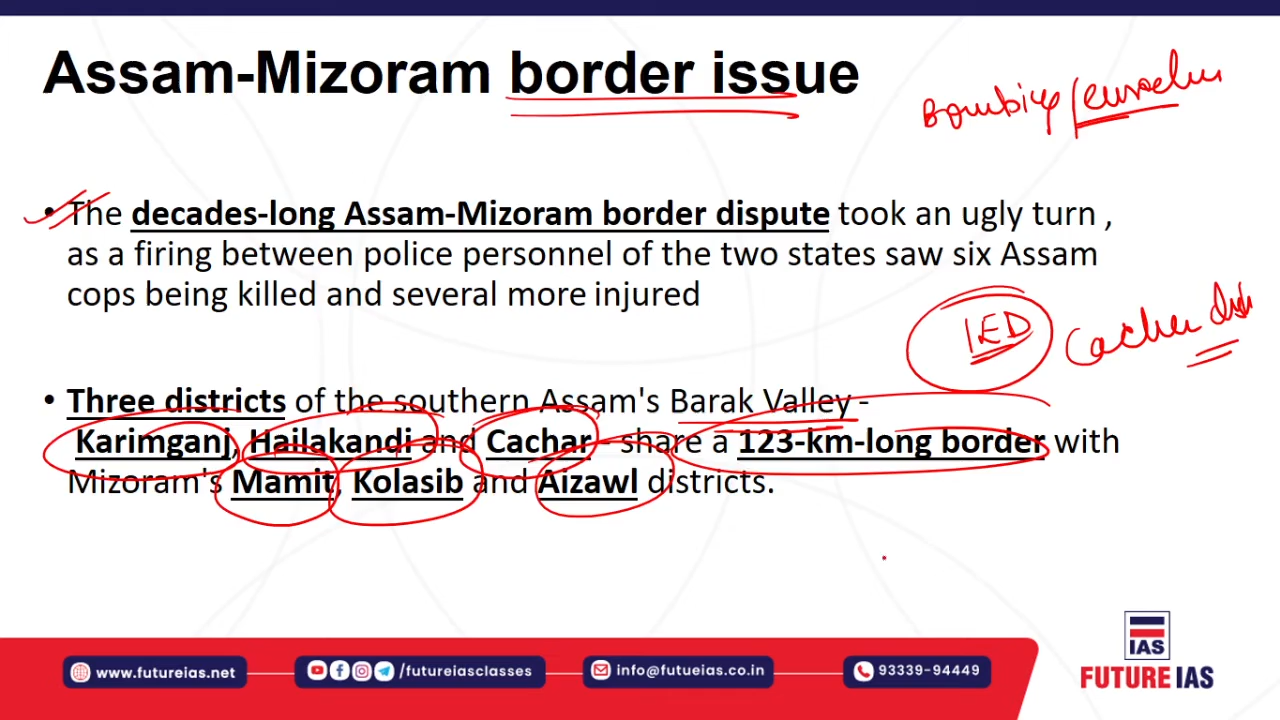 Assam-Mizoram border issue
• The decades-long Assam-Mizoram border dispute took an ugly turn ,
as a firing between police personnel of the two states saw six Assam
cops being killed and several more injured
IED
• Three districts of the southern Assam's Barak Valley -
Karimganj, Hailakandi and Cachar - share a 123-km-long border with
Mizoram's Mamit, Kolasib and Aizawl districts.
www.futureias.net
/futureiasclasses
info@futueias.co.in
93339-94449
IAS
FUTURE IAS